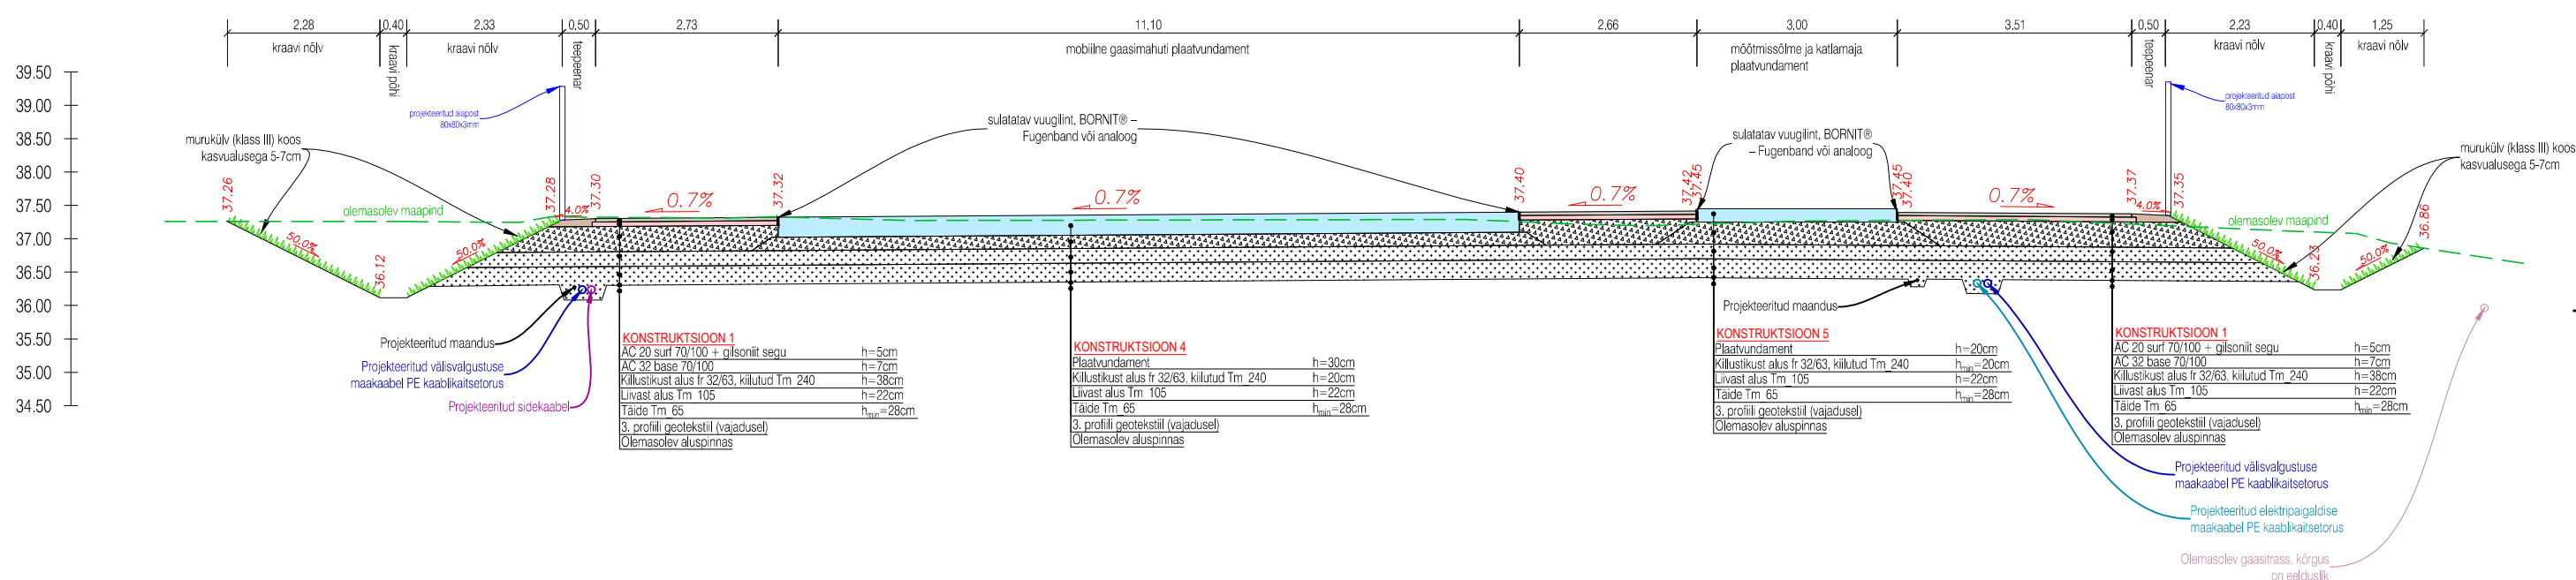 2.28 0.40 2.33 0.50 2.73 11.10 2.66 3.00 3.51 0.50 2.23 0.40 1.25
kraavi nõlv
kraavi põhi
kraavi nõlv
teepeenar
mobiilne gaasimahuti plaatvundament
mõõtmissõlme ja katlamaja
plaatvundament
teepeenar
kraavi nõlv
kraavi põhi
kraavi nõlv
39.50
39.00
38.50
38.00
37.50
37.00
36.50
36.00
35.50
35.00
34.50
projekteeritud aiapost
80x80x3mm
murukülv (klass III) koos
kasvualusega 5-7cm
sulatatav vuugilint, BORNIT® –
Fugenband või analoog
sulatatav vuugilint, BORNIT®
– Fugenband või analoog
projekteeritud aiapost
80x80x3mm
murukülv (klass III) koos
kasvualusega 5-7cm
37.26
36.12
37.28
37.30
37.32
37.40
37.42
37.45
37.45
37.40
37.37
37.35
36.23
36.86
olemasolev maapind
olemasolev maapind
50.0%
50.0%
4.0%
0.7%
0.7%
0.7%
0.7%
4.0%
50.0%
50.0%
Projekteeritud maandus
Projekteeritud välisvalgustuse
maakaabel PE kaablikaitsetorus
Projekteeritud sidekaabel
KONSTRUKTSIOON 1
AC 20 surf 70/100 + gilsoniit segu h=5cm
AC 32 base 70/100 h=7cm
Killustikust alus fr 32/63, kiilutud Tm_240 h=38cm
Liivast alus Tm_105 h=22cm
Täide Tm_65 hmin=28cm
3. profiili geotekstiil (vajadusel)
Olemasolev aluspinnas
KONSTRUKTSIOON 4
Plaatvundament h=30cm
Killustikust alus fr 32/63, kiilutud Tm_240 h=20cm
Liivast alus Tm_105 h=22cm
Täide Tm_65 hmin=28cm
3. profiili geotekstiil (vajadusel)
Olemasolev aluspinnas
Projekteeritud maandus
KONSTRUKTSIOON 5
Plaatvundament h=20cm
Killustikust alus fr 32/63, kiilutud Tm_240 hmin=20cm
Liivast alus Tm_105 h=22cm
Täide Tm_65 hmin=28cm
3. profiili geotekstiil (vajadusel)
Olemasolev aluspinnas
KONSTRUKTSIOON 1
AC 20 surf 70/100 + gilsoniit segu h=5cm
AC 32 base 70/100 h=7cm
Killustikust alus fr 32/63, kiilutud Tm_240 h=38cm
Liivast alus Tm_105 h=22cm
Täide Tm_65 hmin=28cm
3. profiili geotekstiil (vajadusel)
Olemasolev aluspinnas
Projekteeritud välisvalgustuse
maakaabel PE kaablikaitsetorus
Projekteeritud elektripaigaldise
maakaabel PE kaablikaitsetorus
Olemasolev gaasitrass, kõrgus
on eelduslik